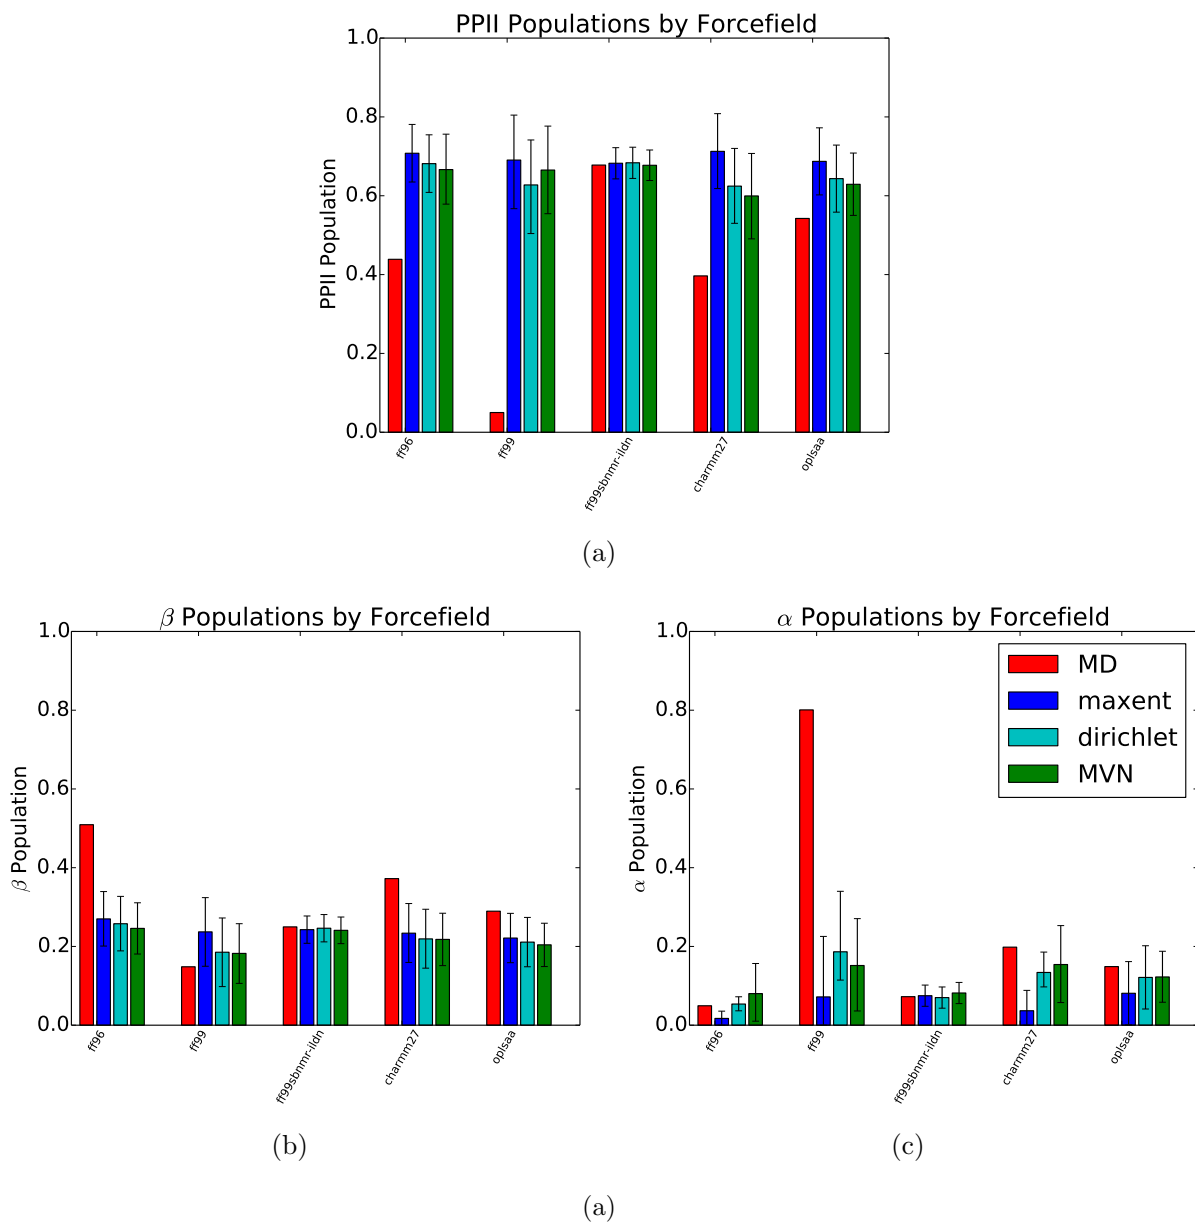 PPII Populations by Forcefield
1.0
0.8
0.6
0.4
0.2
0.0
PPII Population
ff96
ff99
ff99sbnmr-ildn
charmm27
oplsaa
(a)
β Populations by Forcefield
1.0
0.8
0.6
0.4
0.2
0.0
β Population
ff96
ff99
ff99sbnmr-ildn
charmm27
oplsaa
(b)
α Populations by Forcefield
1.0
0.8
0.6
0.4
0.2
0.0
α Population
MD
maxent
dirichlet
MVN
ff96
ff99
ff99sbnmr-ildn
charmm27
oplsaa
(c)
(a)